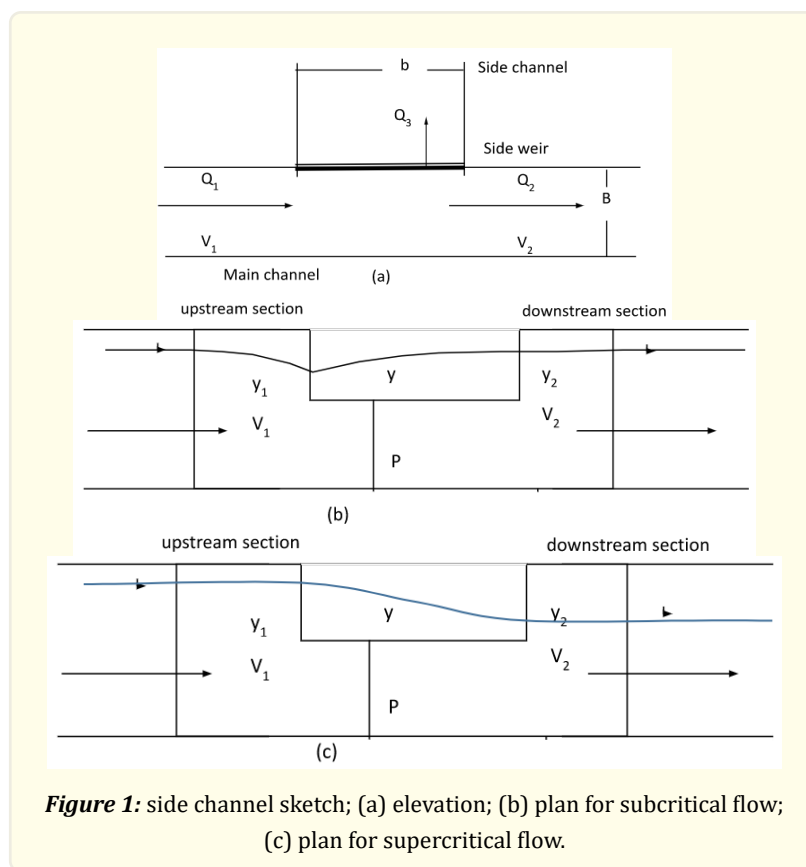 b
Side channel
Q3
Side weir
Q1
Q2
B
V1
V2
Main channel
(a)
upstream section
downstream section
y1
y
y2
V1
V2
P
(b)
upstream section
downstream section
y1
y
y2
V1
V2
P
(c)
Figure 1: side channel sketch; (a) elevation; (b) plan for subcritical flow;
(c) plan for supercritical flow.